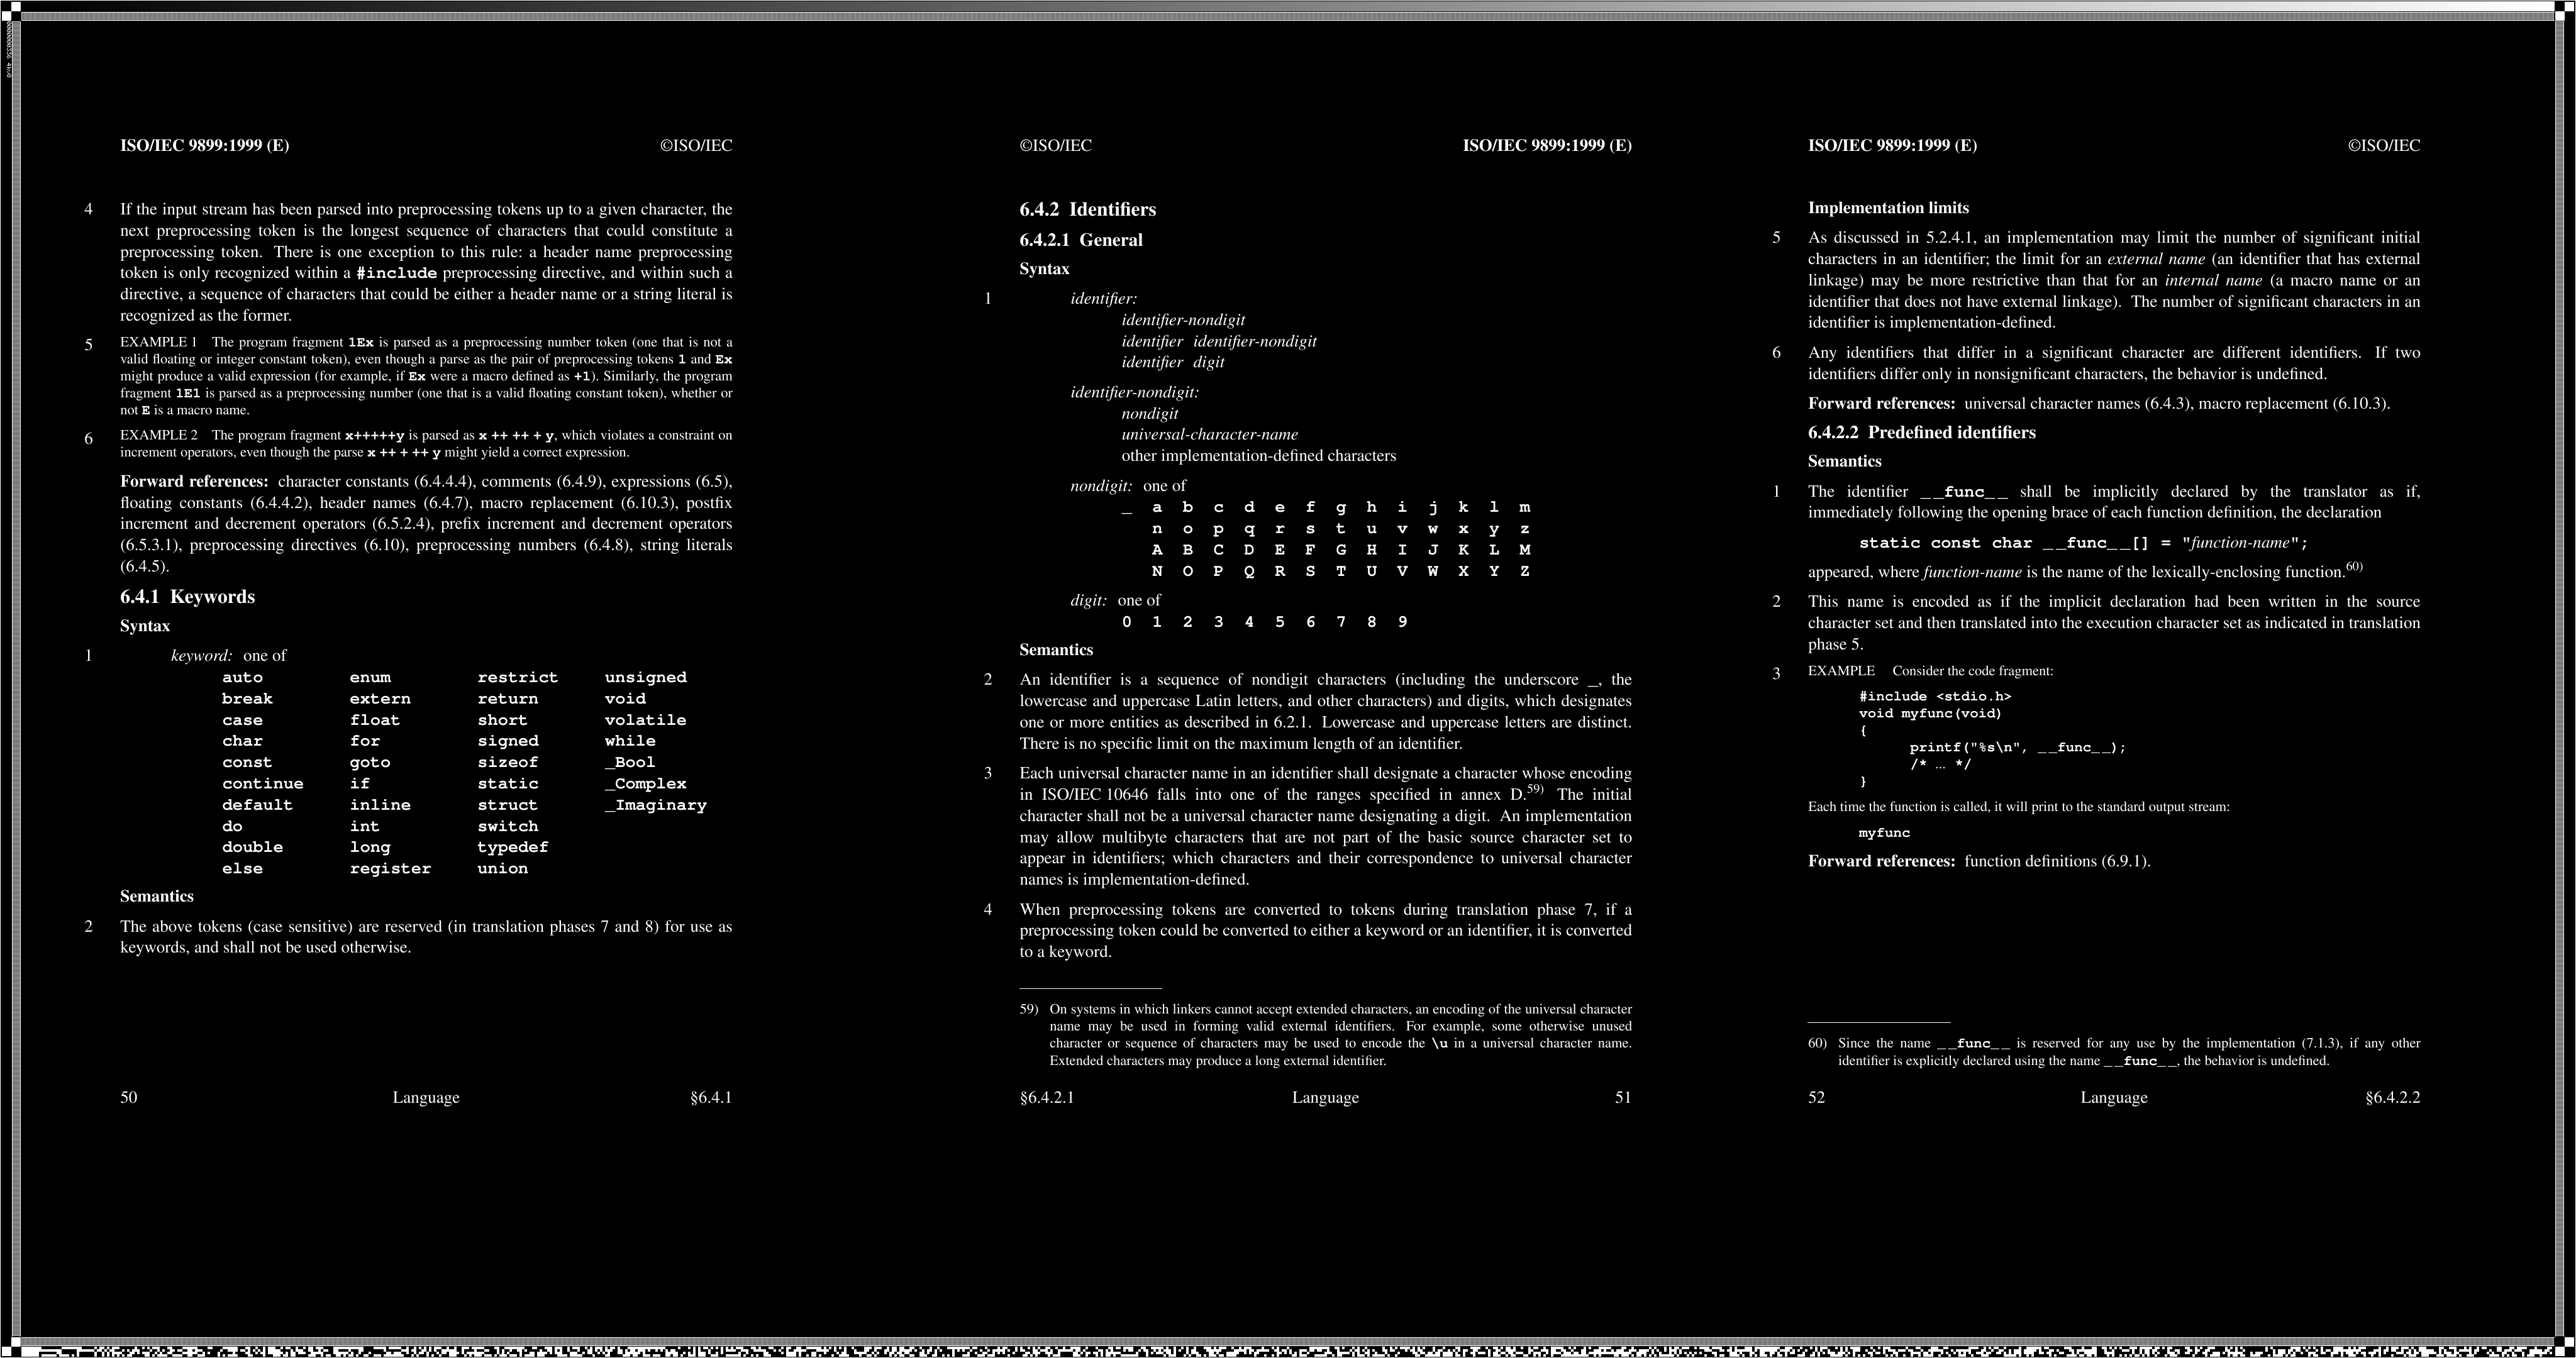 ISO/IEC 9899:1999 (E) ©ISO/IEC
4 If the input stream has been parsed into preprocessing tokens up to a given character, the
next preprocessing token is the longest sequence of characters that could constitute a
preprocessing token. There is one exception to this rule: a header name preprocessing
token is only recognized within a #include preprocessing directive, and within such a
directive, a sequence of characters that could be either a header name or a string literal is
recognized as the former.
5 EXAMPLE 1 The program fragment 1Ex is parsed as a preprocessing number token (one that is not a
valid floating or integer constant token), even though a parse as the pair of preprocessing tokens 1 and Ex
might produce a valid expression (for example, if Ex were a macro defined as +1). Similarly, the program
fragment 1E1 is parsed as a preprocessing number (one that is a valid floating constant token), whether or
not E is a macro name.
6 EXAMPLE 2 The program fragment x+++++y is parsed as x ++ ++ + y, which violates a constraint on
increment operators, even though the parse x ++ + ++ y might yield a correct expression.
Forward references: character constants (6.4.4.4), comments (6.4.9), expressions (6.5),
floating constants (6.4.4.2), header names (6.4.7), macro replacement (6.10.3), postfix
increment and decrement operators (6.5.2.4), prefix increment and decrement operators
(6.5.3.1), preprocessing directives (6.10), preprocessing numbers (6.4.8), string literals
(6.4.5).
6.4.1 Keywords
Syntax
1 keyword: one of
auto enum restrict unsigned
break extern return void
case float short volatile
char for signed while
const goto sizeof _Bool
continue if static _Complex
default inline struct _Imaginary
do int switch
double long typedef
else register union
Semantics
2 The above tokens (case sensitive) are reserved (in translation phases 7 and 8) for use as
keywords, and shall not be used otherwise.
50 Language §6.4.1
©ISO/IEC ISO/IEC 9899:1999 (E)
6.4.2 Identifiers
6.4.2.1 General
Syntax
1 identifier:
identifier-nondigit
identifier identifier-nondigit
identifier digit
identifier-nondigit:
nondigit
universal-character-name
other implementation-defined characters
nondigit: one of
_ a b c d e f g h i j k l m
n o p q r s t u v w x y z
A B C D E F G H I J K L M
N O P Q R S T U V W X Y Z
digit: one of
0 1 2 3 4 5 6 7 8 9
Semantics
2 An identifier is a sequence of nondigit characters (including the underscore _, the
lowercase and uppercase Latin letters, and other characters) and digits, which designates
one or more entities as described in 6.2.1. Lowercase and uppercase letters are distinct.
There is no specific limit on the maximum length of an identifier.
3 Each universal character name in an identifier shall designate a character whose encoding
in ISO/IEC 10646 falls into one of the ranges specified in annex D.59) The initial
character shall not be a universal character name designating a digit. An implementation
may allow multibyte characters that are not part of the basic source character set to
appear in identifiers; which characters and their correspondence to universal character
names is implementation-defined.
4 When preprocessing tokens are converted to tokens during translation phase 7, if a
preprocessing token could be converted to either a keyword or an identifier, it is converted
to a keyword.
59) On systems in which linkers cannot accept extended characters, an encoding of the universal character
name may be used in forming valid external identifiers. For example, some otherwise unused
character or sequence of characters may be used to encode the \u in a universal character name.
Extended characters may produce a long external identifier.
§6.4.2.1 Language 51
ISO/IEC 9899:1999 (E) ©ISO/IEC
Implementation limits
5 As discussed in 5.2.4.1, an implementation may limit the number of significant initial
characters in an identifier; the limit for an external name (an identifier that has external
linkage) may be more restrictive than that for an internal name (a macro name or an
identifier that does not have external linkage). The number of significant characters in an
identifier is implementation-defined.
6 Any identifiers that differ in a significant character are different identifiers. If two
identifiers differ only in nonsignificant characters, the behavior is undefined.
Forward references: universal character names (6.4.3), macro replacement (6.10.3).
6.4.2.2 Predefined identifiers
Semantics
1 The identifier __func__ shall be implicitly declared by the translator as if,
immediately following the opening brace of each function definition, the declaration
static const char __func__[] = "function-name";
appeared, where function-name is the name of the lexically-enclosing function.60)
2 This name is encoded as if the implicit declaration had been written in the source
character set and then translated into the execution character set as indicated in translation
phase 5.
3 EXAMPLE Consider the code fragment:
#include <stdio.h>
void myfunc(void)
{
printf("%s\n", __func__);
/* ... */
}
Each time the function is called, it will print to the standard output stream:
myfunc
Forward references: function definitions (6.9.1).
60) Since the name __func__ is reserved for any use by the implementation (7.1.3), if any other
identifier is explicitly declared using the name __func__, the behavior is undefined.
52 Language §6.4.2.2